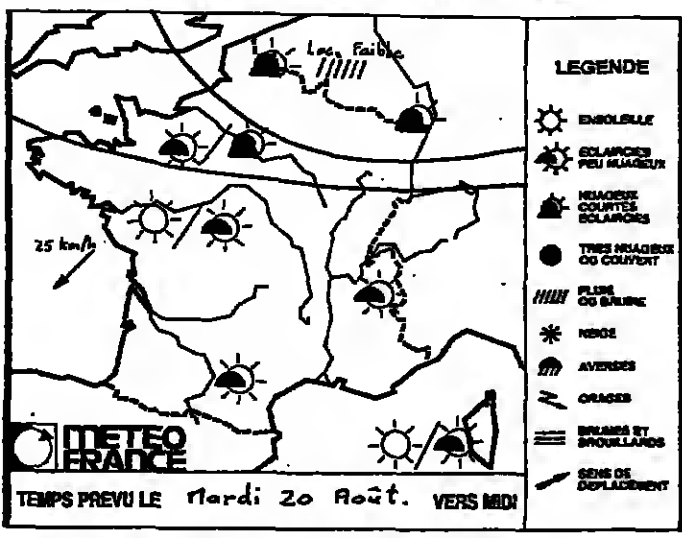 Loc. Faible
25 km/h
METEO
FRANCE
TEMPS PREVU LE Mardi 20 Août. VERS MIDI
LEGENDE
ENSOLEILLE
ECLAIRCIES
PEU NUAGEUX
NUAGEUX
COURTES
ECLAIRCIES
TRES NUAGEUX
OU COUVERT
PLUIE
OU BRUINE
NEIGE
AVERSES
ORAGES
BRUMES ET
BROUILLARDS
SENS DE
DEPLACEMENT